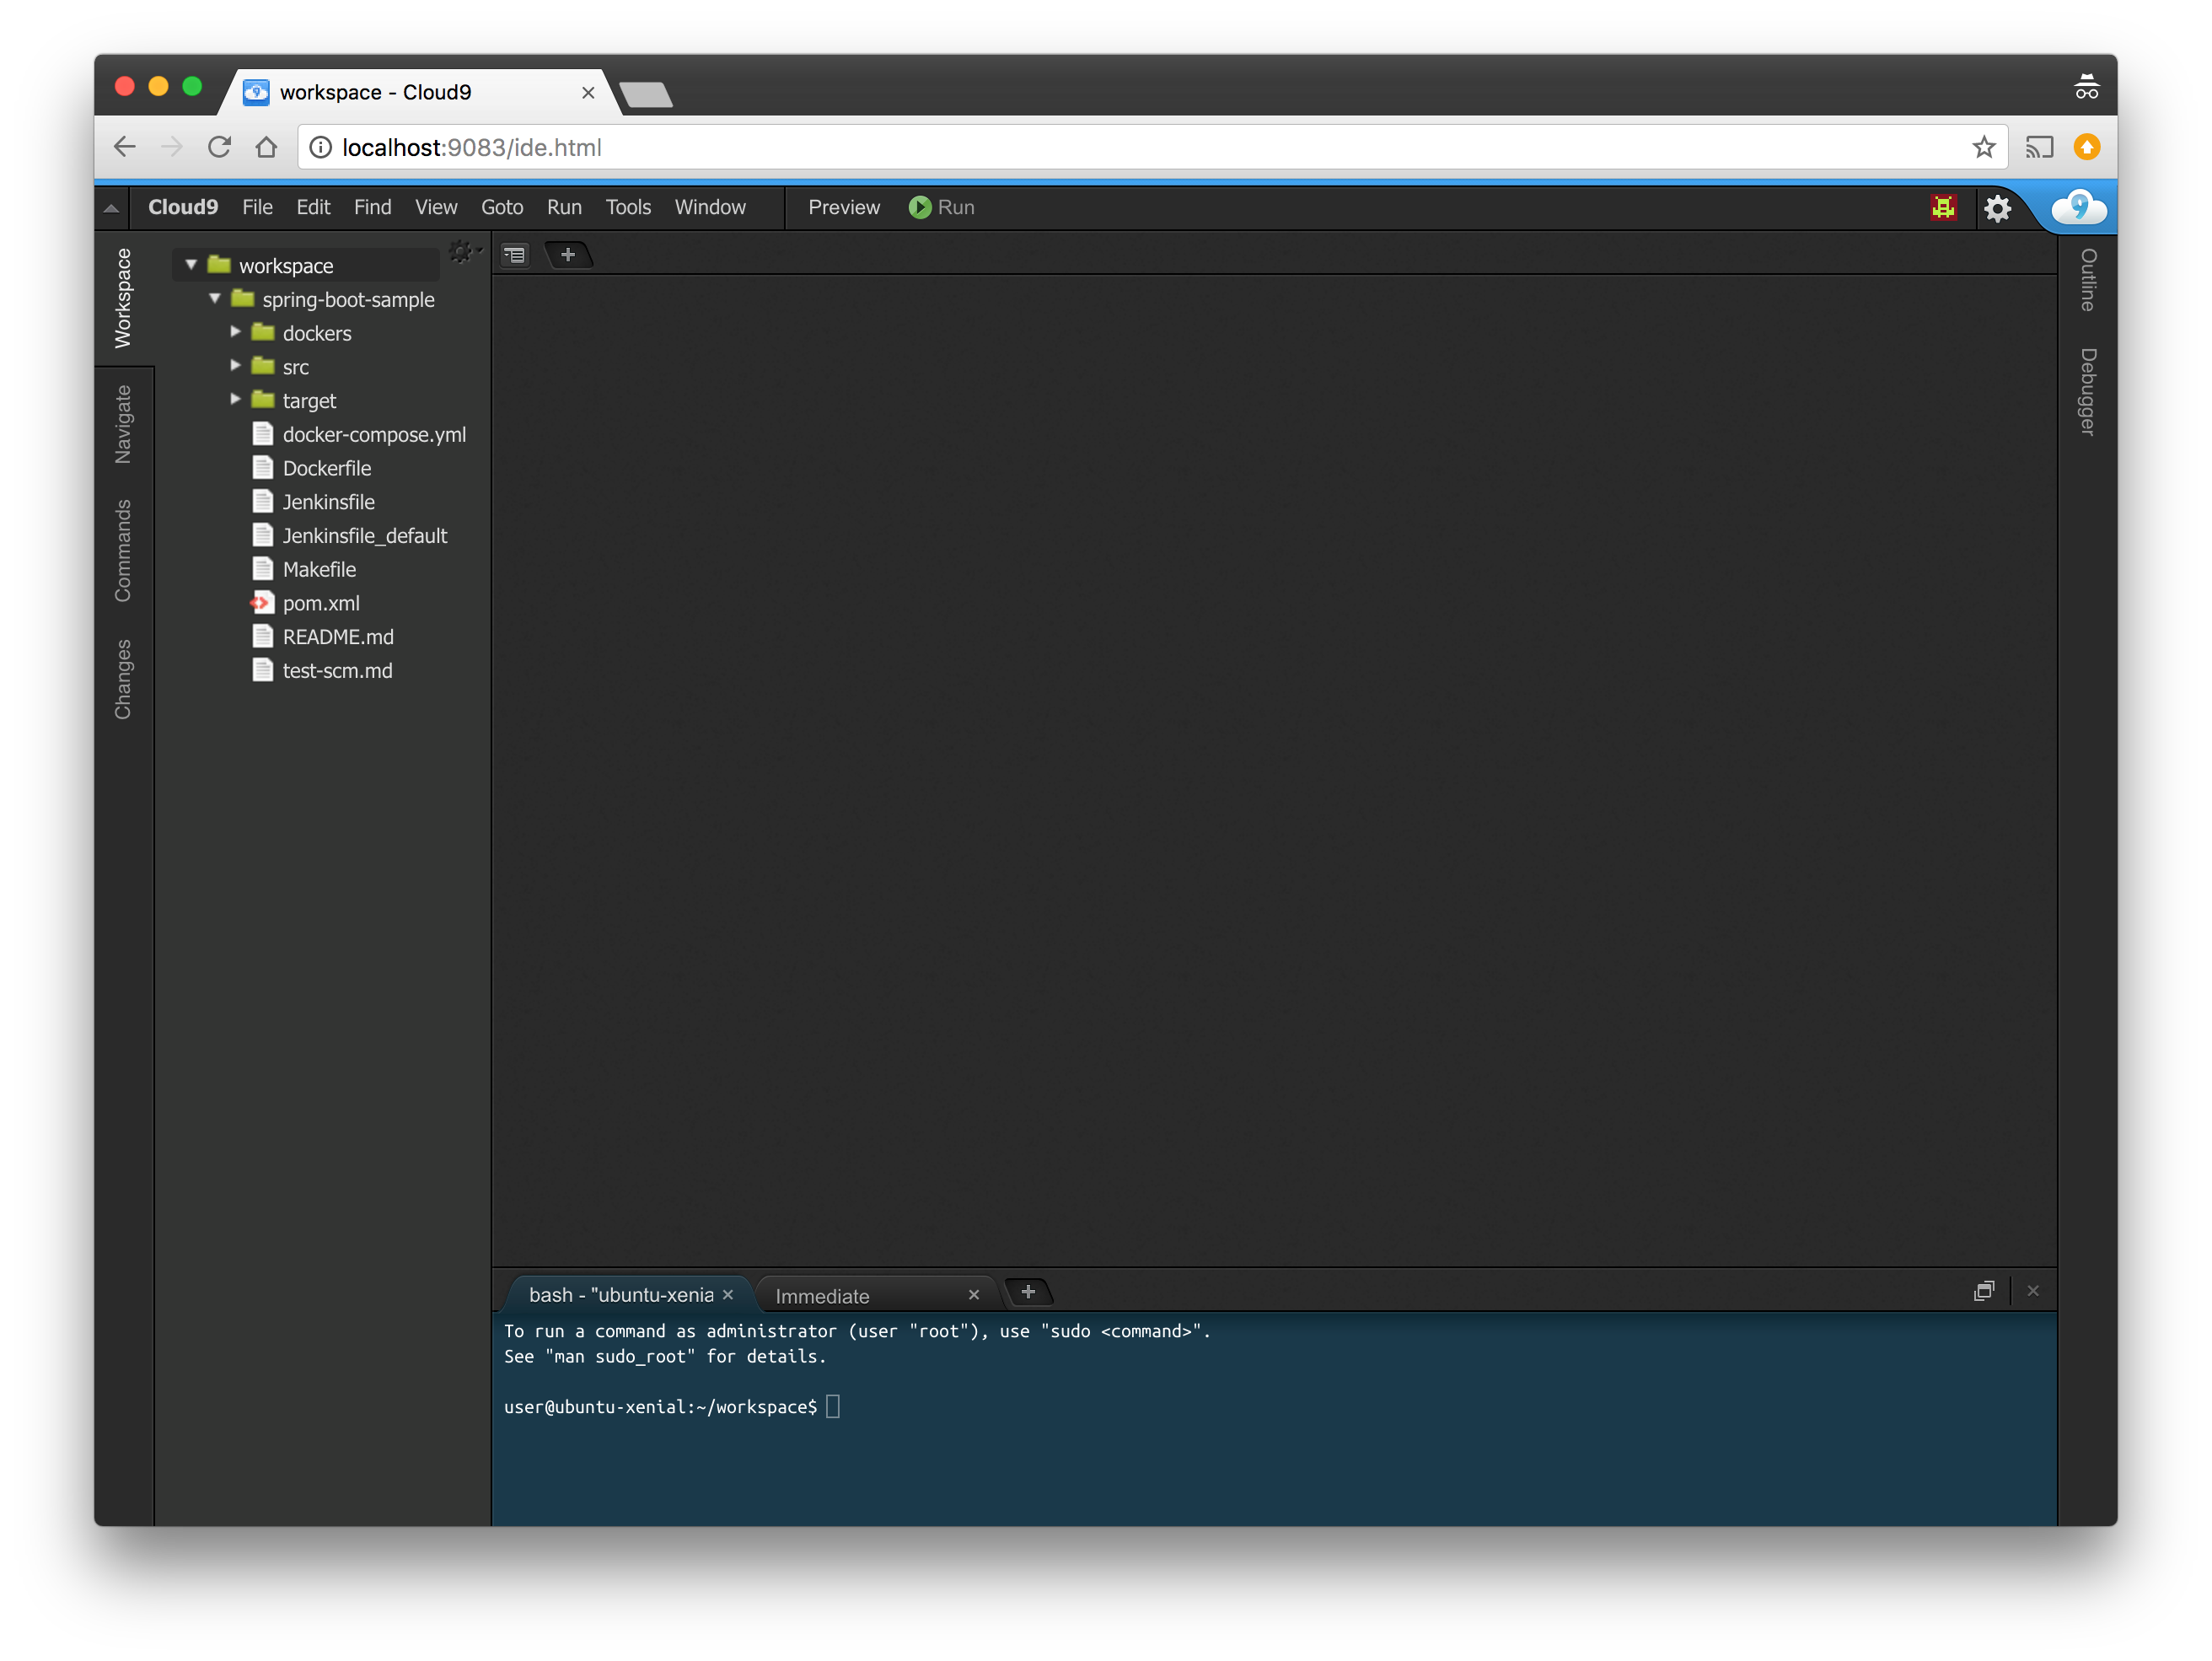 workspace - Cloud9
localhost:9083/ide.html
Cloud9 File Edit Find View Goto Run Tools Window Preview Run
9
Workspace
Navigate
Commands
Changes
workspace
spring-boot-sample
dockers
src
target
docker-compose.yml
Dockerfile
Jenkinsfile
Jenkinsfile_default
Makefile
pom.xml
README.md
test-scm.md
Outline
Debugger
bash - "ubuntu-xenia
Immediate
To run a command as administrator (user "root"), use "sudo <command>".
See "man sudo_root" for details.
user@ubuntu-xenial:~/workspace$